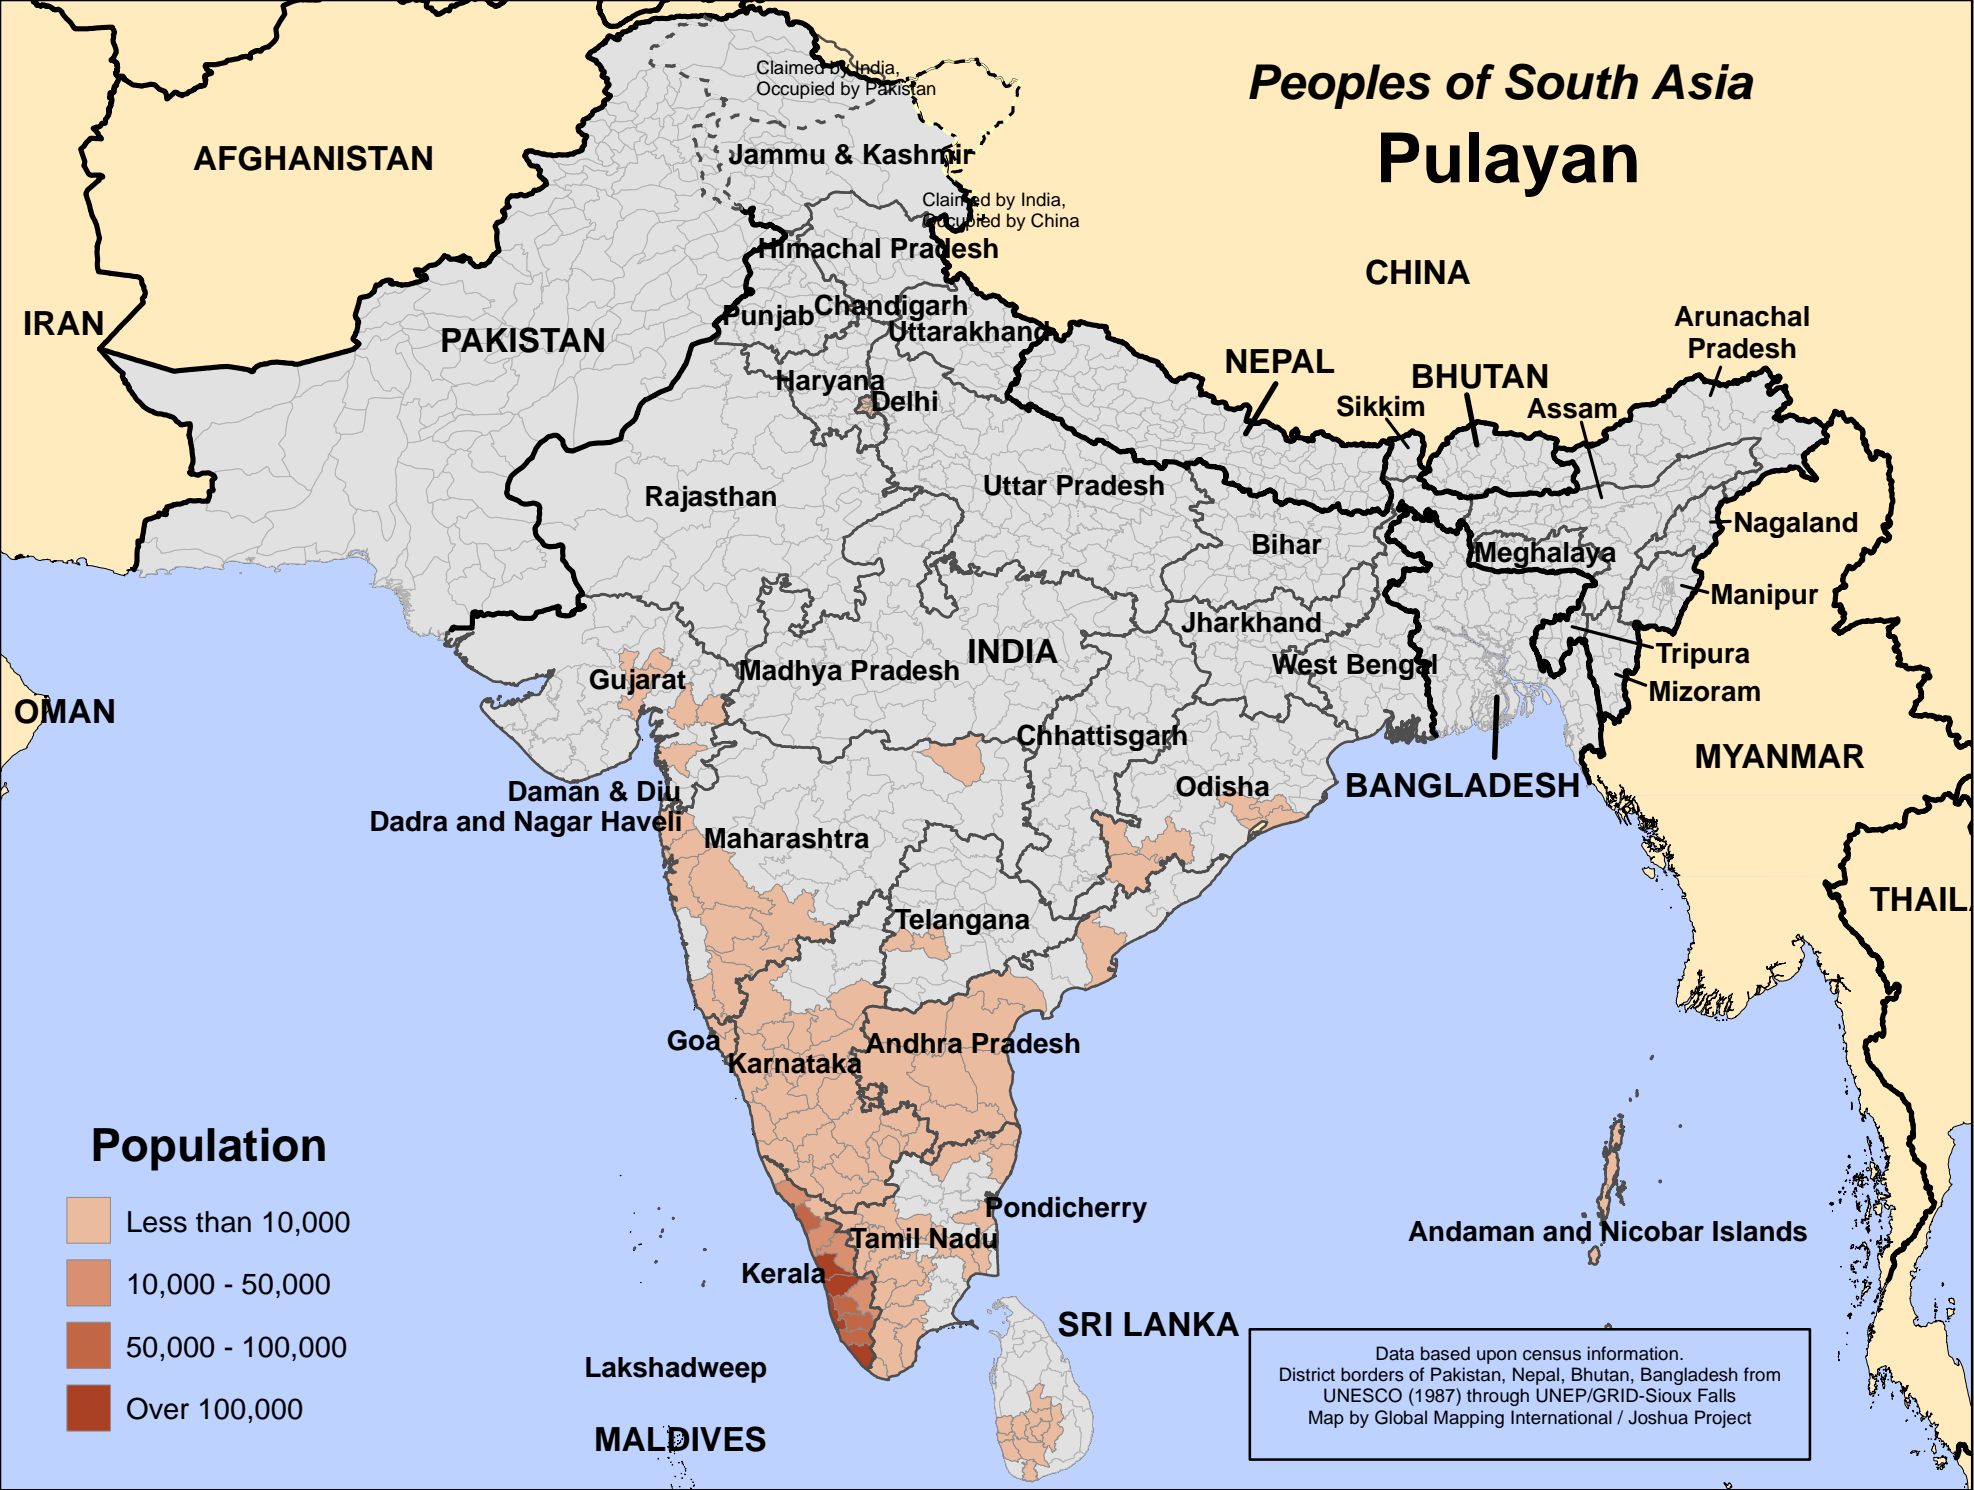 Peoples of South Asia
Pulayan
Claimed by India,
Occupied by Pakistan
AFGHANISTAN
Jammu & Kashmir
Claimed by India,
Occupied by China
Himachal Pradesh
CHINA
IRAN
PAKISTAN
Punjab
Chandigarh
Uttarakhand
Arunachal
Pradesh
NEPAL
BHUTAN
Haryana
Delhi
Sikkim
Assam
Rajasthan
Uttar Pradesh
Nagaland
Bihar
Meghalaya
Manipur
Jharkhand
INDIA
Tripura
West Bengal
Madhya Pradesh
Gujarat
Mizoram
OMAN
Chhattisgarh
MYANMAR
Odisha
BANGLADESH
Daman & Diu
Dadra and Nagar Haveli
Maharashtra
THAIL
Telangana
Goa
Andhra Pradesh
Karnataka
Population
Less than 10,000
10,000 - 50,000
50,000 - 100,000
Over 100,000
Pondicherry
Tamil Nadu
Andaman and Nicobar Islands
Kerala
SRI LANKA
Lakshadweep
MALDIVES
Data based upon census information.
District borders of Pakistan, Nepal, Bhutan, Bangladesh from
UNESCO (1987) through UNEP/GRID-Sioux Falls
Map by Global Mapping International / Joshua Project